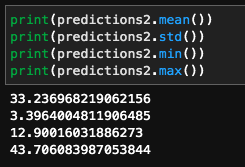 print(predictions2.mean())
print(predictions2.std())
print(predictions2.min())
print(predictions2.max())
33.236968219062156
3.3964004811906485
12.90016031886273
43.706083987053844